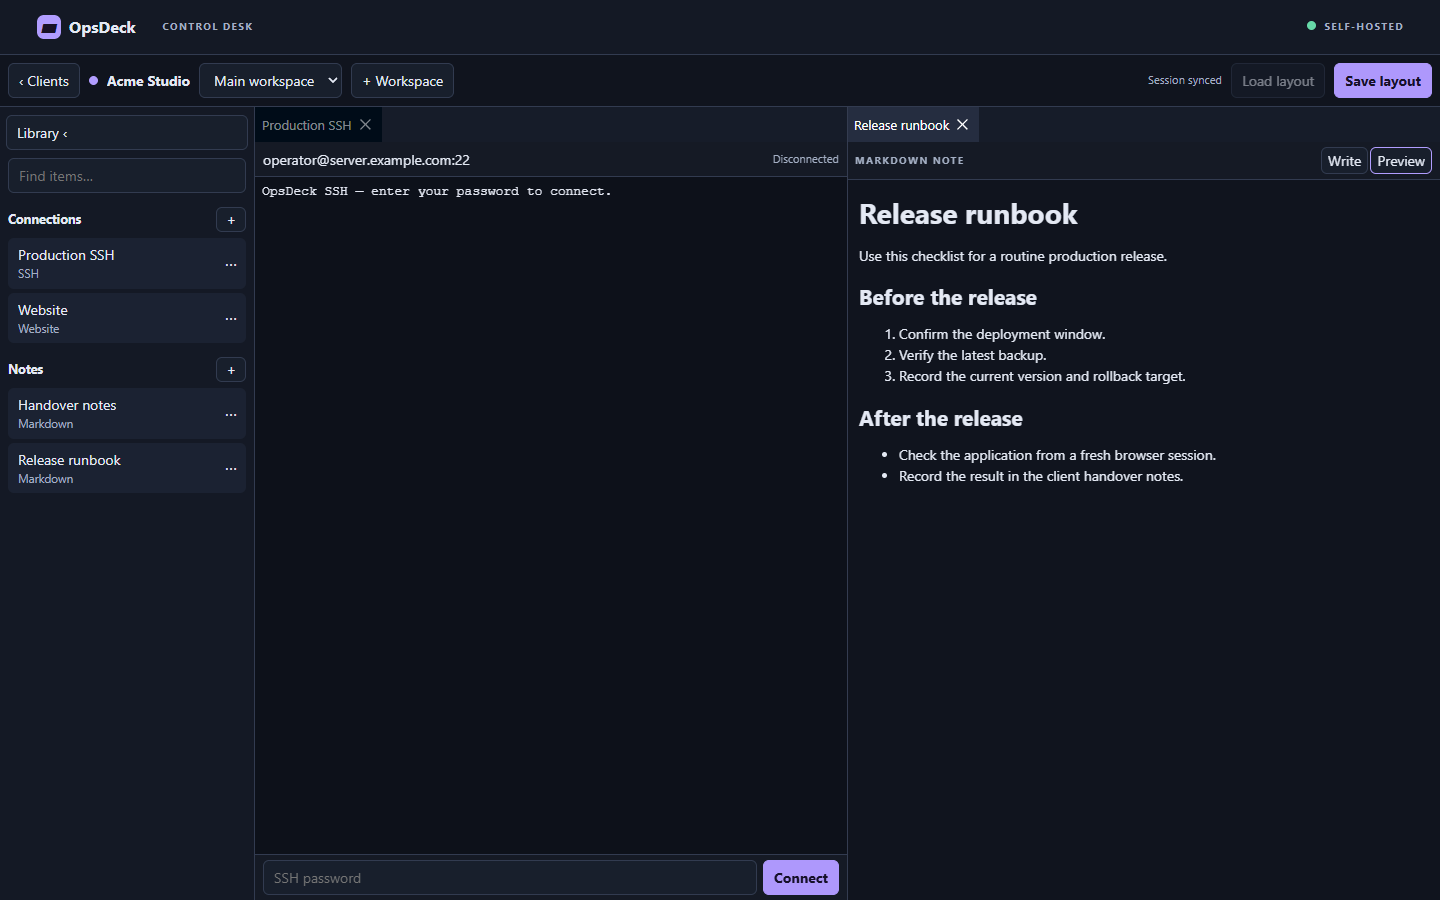 OpsDeck
CONTROL DESK
SELF-HOSTED
‹ Clients
Acme Studio
Main workspace
+ Workspace
Session synced
Load layout
Save layout
Library ‹
Find items...
Connections
+
Production SSH
SSH
...
Website
Website
...
Notes
+
Handover notes
Markdown
...
Release runbook
Markdown
...
Production SSH
operator@server.example.com:22
Disconnected
OpsDeck SSH — enter your password to connect.
SSH password
Connect
Release runbook
MARKDOWN NOTE
Write
Preview
Release runbook
Use this checklist for a routine production release.
Before the release
1. Confirm the deployment window.
2. Verify the latest backup.
3. Record the current version and rollback target.
After the release
• Check the application from a fresh browser session.
• Record the result in the client handover notes.